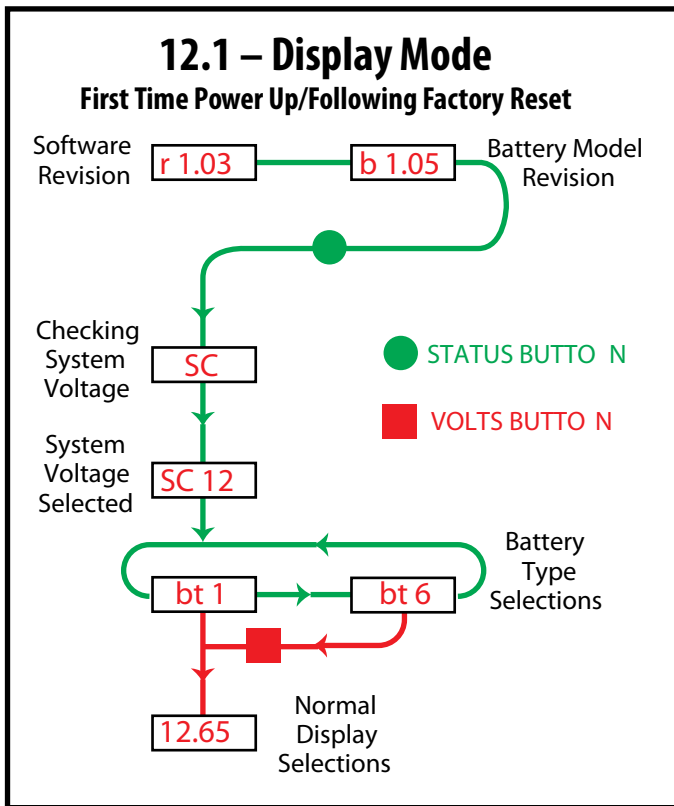 12.1 – Display Mode
First Time Power Up/Following Factory Reset
Software
Revision
r 1.03
b 1.05
Battery Model
Revision
Checking
System
Voltage
SC
STATUS BUTTO N
VOLTS BUTTO N
System
Voltage
Selected
SC 12
bt 1
bt 6
Battery
Type
Selections
12.65
Normal
Display
Selections